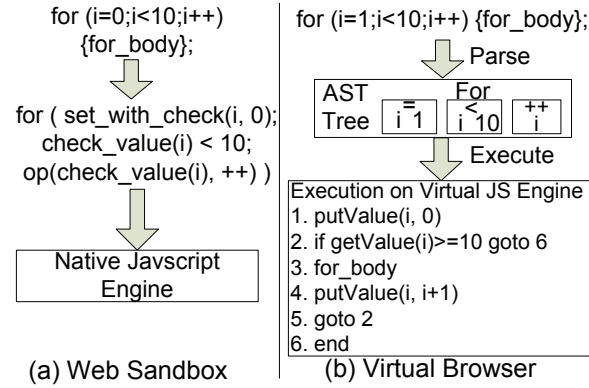 for (i=0;i<10;i++)
{for_body};
for ( set_with_check(i, 0);
check_value(i) < 10;
op(check_value(i), ++) )
Native Javscript
Engine
(a) Web Sandbox
for (i=1;i<10;i++) {for_body};
Parse
AST
Tree
For
=
i 1
<
i 10
++
i
Execute
Execution on Virtual JS Engine
1. putValue(i, 0)
2. if getValue(i)>=10 goto 6
3. for_body
4. putValue(i, i+1)
5. goto 2
6. end
(b) Virtual Browser